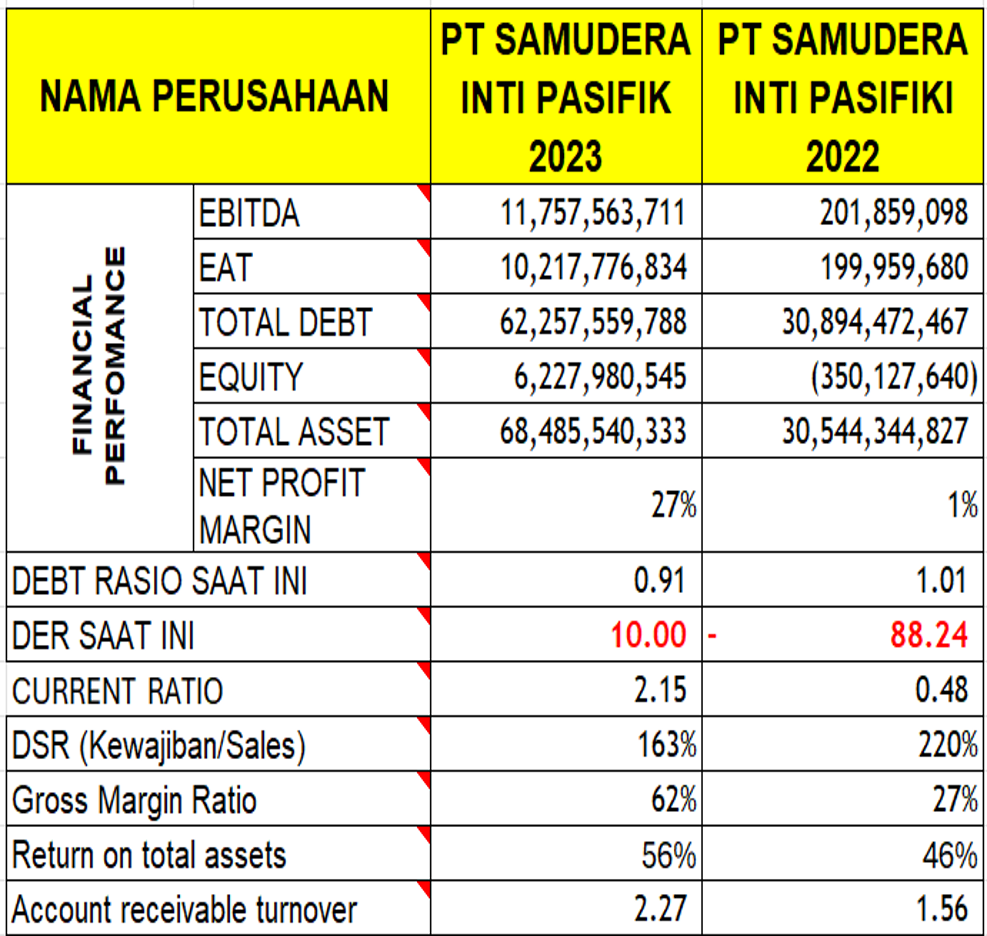 NAMA PERUSAHAAN
PT SAMUDERA
INTI PASIFIK
2023
PT SAMUDERA
INTI PASIFIKI
2022
FINANCIAL
PERFOMANCE
EBITDA 11,757,563,711 201,859,098
EAT 10,217,776,834 199,959,680
TOTAL DEBT 62,257,559,788 30,894,472,467
EQUITY 6,227,980,545 (350,127,640)
TOTAL ASSET 68,485,540,333 30,544,344,827
NET PROFIT
MARGIN 27% 1%
DEBT RASIO SAAT INI 0.91 1.01
DER SAAT INI 10.00 - 88.24
CURRENT RATIO 2.15 0.48
DSR (Kewajiban/Sales) 163% 220%
Gross Margin Ratio 62% 27%
Return on total assets 56% 46%
Account receivable turnover 2.27 1.56